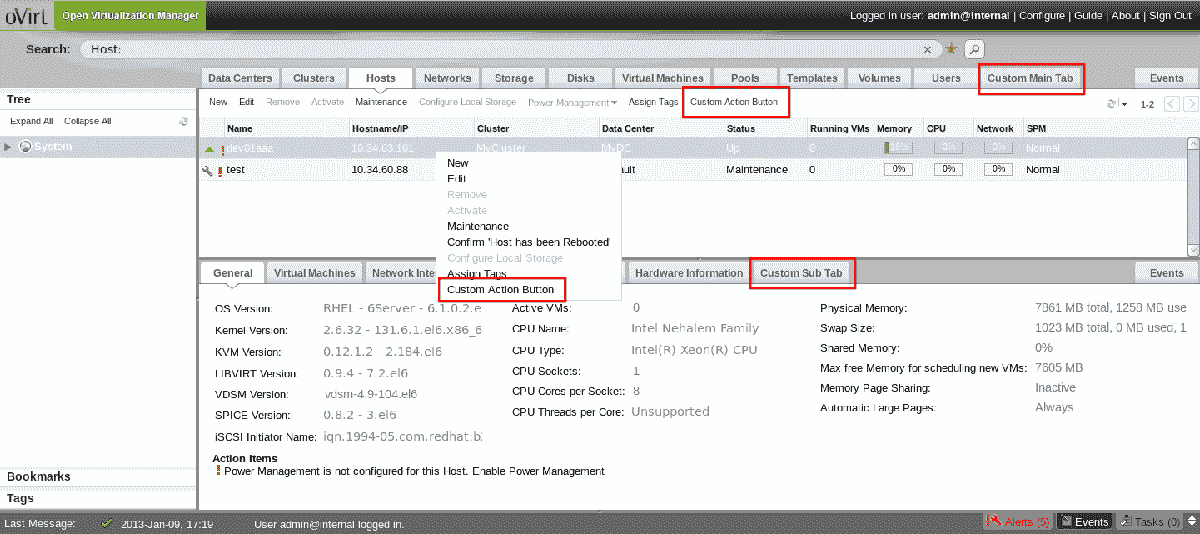 oVirt Open Virtualization Manager Logged in user: admin@internal | Configure | Guide | About | Sign Out
Search: Host:
Data Centers Clusters Hosts Networks Storage Disks Virtual Machines Pools Templates Volumes Users Custom Main Tab Events
Tree
New Edit Remove Activate Maintenance Configure Local Storage Power Management Assign Tags Custom Action Button 1-2
Expand All Collapse All
Name Hostname/IP Cluster Data Center Status Running VMs Memory CPU Network SPM
System
MyCluster MyDC Up 0 0% 0% Normal
test 10.34.60.88 Maintenance 0 0% 0% 0% Normal
New
Edit
Remove
Activate
Maintenance
Confirm 'Host has been Rebooted'
Configure Local Storage
Assign Tags
Custom Action Button
General Virtual Machines Network Hardware Information Custom Sub Tab Events
OS Version: RHEL - 6Server - 6.1.0.2.e
Kernel Version: 2.6.32 - 131.6.1.el6.x86_6
KVM Version: 0.12.1.2 - 2.184.el6
LIBVIRT Version: 0.9.4 - 7.2.el6
VDSM Version: vdsm-4.9-104.el6
SPICE Version: 0.8.2 - 3.el6
iSCSI Initiator Name: iqn.1994-05.com.redhat:b
Active VMs: 0
CPU Name: Intel Nehalem Family
CPU Type: Intel(R) Xeon(R) CPU
CPU Sockets: 1
CPU Cores per Socket: 8
CPU Threads per Core: Unsupported
Physical Memory: 7861 MB total, 1258 MB use
Swap Size: 1023 MB total, 0 MB used, 1
Shared Memory: 0%
Max free Memory for scheduling new VMs: 7605 MB
Memory Page Sharing: Inactive
Automatic Large Pages: Always
Action Items
Power Management is not configured for this Host. Enable Power Management
Bookmarks
Tags
Last Message: 2013-Jan-09, 17:19 User admin@internal logged in. Alerts (5) Events Tasks (0)